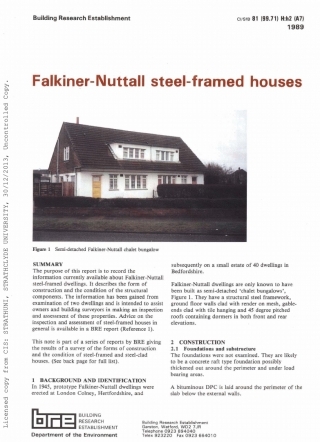 Building Research Establishment
CI/SfB 81 (99.71) H:h2 (A7)
1989
Falkiner-Nuttall steel-framed houses
Licensed copy from CIS: STRATHUNI, STRATHCLYDE UNIVERSITY, 30/12/2013, Uncontrolled Copy.
Figure 1 Semi-detached Falkiner-Nuttall chalet bungalow
SUMMARY
The purpose of this report is to record the
information currently available about Falkiner-Nuttall
steel-framed dwellings. It describes the form of
construction and the condition of the structural
components. The information has been gained from
examination of two dwellings and is intended to assist
owners and building surveyors in making an inspection
and assessment of these properties. Advice on the
inspection and assessment of steel-framed houses in
general is available in a BRE report (Reference 1).
This note is part of a series of reports by BRE giving
the results of a survey of the forms of construction
and the condition of steel-framed and steel-clad
houses. (See back page for full list).
1 BACKGROUND AND IDENTIFICATION
In 1945, prototype Falkiner-Nuttall dwellings were
erected at London Colney, Hertfordshire, and
subsequently on a small estate of 40 dwellings in
Bedfordshire.
Falkiner-Nuttall dwellings are only known to have
been built as semi-detached 'chalet bungalows',
Figure 1. They have a structural steel framework,
ground floor walls clad with render on mesh, gable-
ends clad with tile hanging and 45 degree pitched
roofs containing dormers in both front and rear
elevations.
2 CONSTRUCTION
2.1 Foundations and substructure
The foundations were not examined. They are likely
to be a concrete raft type foundation possibly
thickened out around the perimeter and under load
bearing areas.
A bituminous DPC is laid around the perimeter of the
slab below the external walls.
bre
BUILDING
RESEARCH
ESTABLISHMENT
Department of the Environment
Building Research Establishment
Garston, Watford, WD2 7JR
Telephone 0923 894040
Telex 923220 Fax 0923 664010